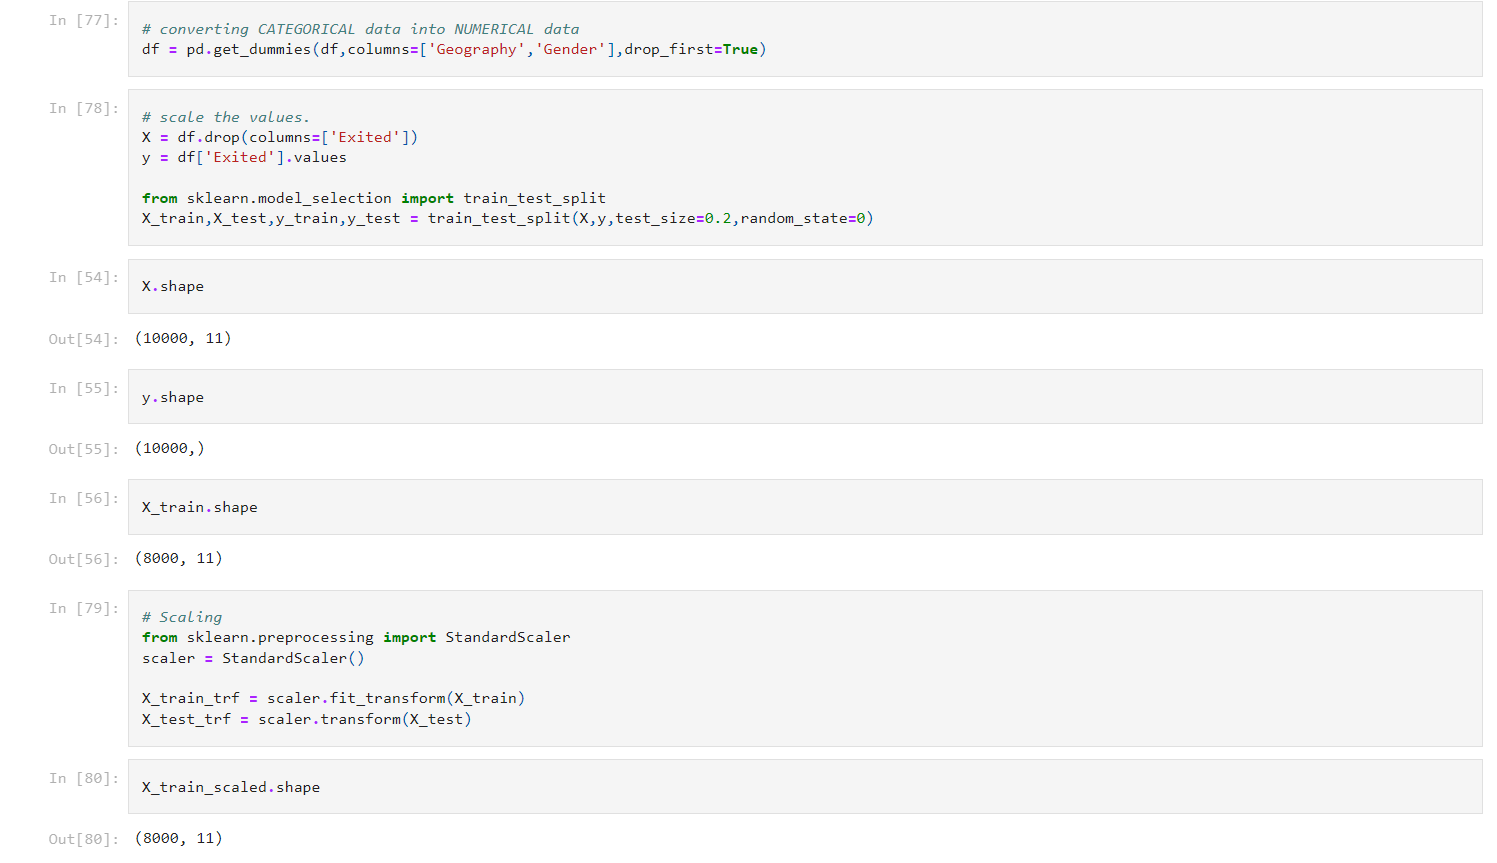 In [77]:
# converting CATEGORICAL data into NUMERICAL data
df = pd.get_dummies(df,columns=['Geography','Gender'],drop_first=True)
In [78]:
# scale the values.
X = df.drop(columns=['Exited'])
y = df['Exited'].values
from sklearn.model_selection import train_test_split
X_train,X_test,y_train,y_test = train_test_split(X,y,test_size=0.2,random_state=0)
In [54]:
X.shape
Out[54]: (10000, 11)
In [55]:
y.shape
Out[55]: (10000,)
In [56]:
X_train.shape
Out[56]: (8000, 11)
In [79]:
# Scaling
from sklearn.preprocessing import StandardScaler
scaler = StandardScaler()
X_train_trf = scaler.fit_transform(X_train)
X_test_trf = scaler.transform(X_test)
In [80]:
X_train_scaled.shape
Out[80]: (8000, 11)